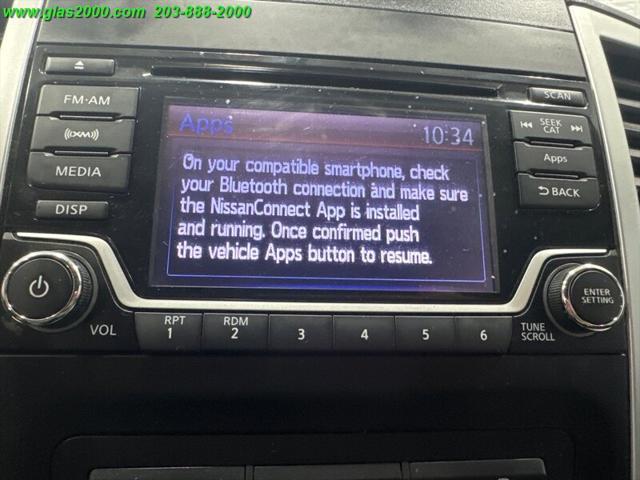 www.glas2000.com 203-888-2000
SCAN
FM·AM
SEEK
CAT
XM
Apps
MEDIA
BACK
DISP
Apps 10:34
On your compatible smartphone, check
your Bluetooth connection and make sure
the NissanConnect App is installed
and running. Once confirmed push
the vehicle Apps button to resume.
VOL
RPT
1
RDM
2
3
4
5
6
TUNE
SCROLL
ENTER
SETTING